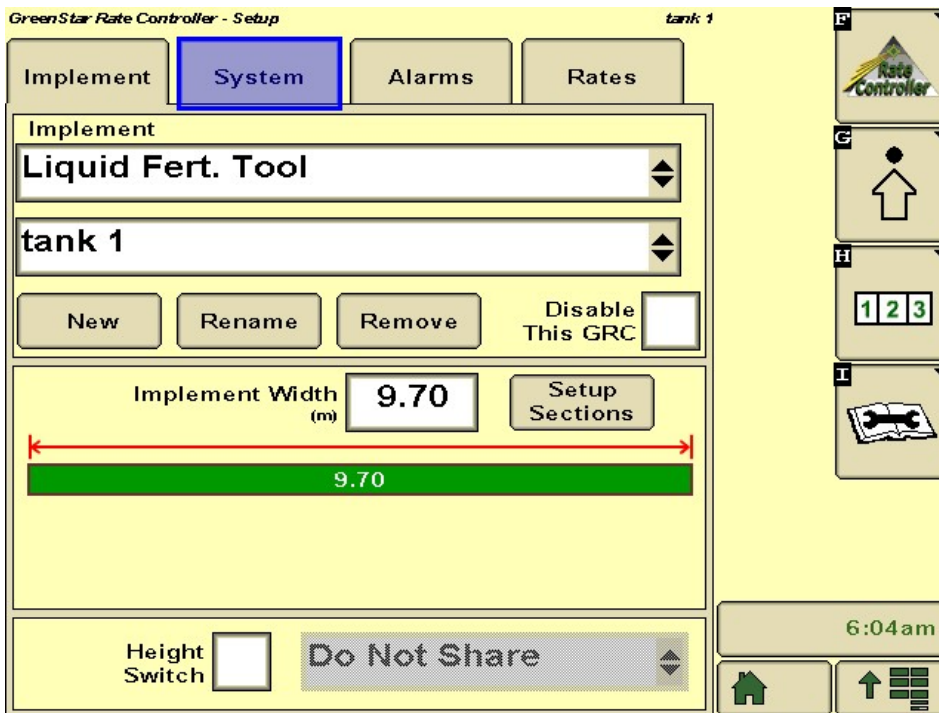 GreenStar Rate Controller - Setup tank 1
Implement System Alarms Rates
Implement
Liquid Fert. Tool
tank 1
New Rename Remove Disable
This GRC
Implement Width 9.70 Setup
(m) Sections
9.70
Height Do Not Share
Switch
F
Rate
Controller
G
H
1 2 3
I
6:04am